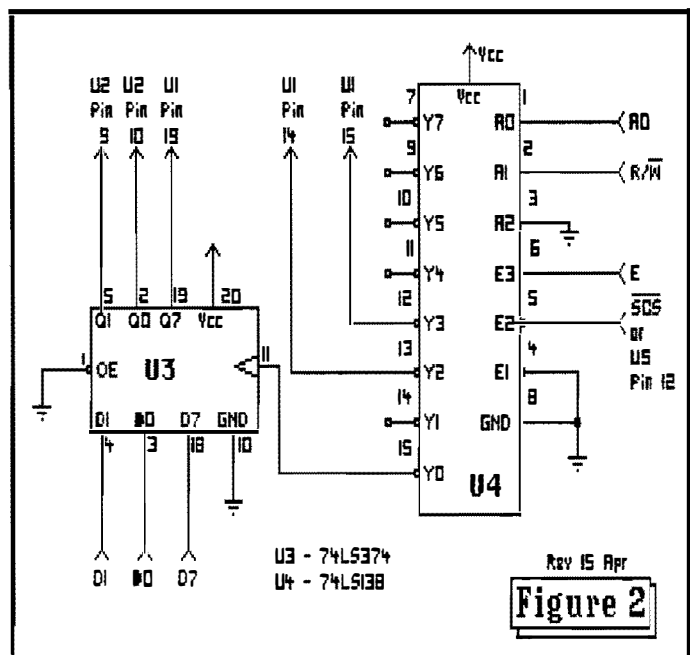 Vcc
U2 U2 U1 U1 U1
Pin Pin Pin Pin Pin
9 10 19 14 15
7 Vcc 1
Y7 A0 A0
9 2
Y6 A1 R/W̅
10 3
Y5 A2
11 6
Y4 E3 E
12 5
Y3 E2 S̅C̅S̅
or
U5
Pin 12
13 4
Y2 E1
14 8
Y1 GND
15
Y0
U4
5 2 19 20
Q1 Q0 Q7 Vcc
1 OE U3 11
D1 D0 D7 GND
4 3 18 10
D1 D0 D7
U3 - 74LS374
U4 - 74LS138
Rev 15 Apr
Figure 2